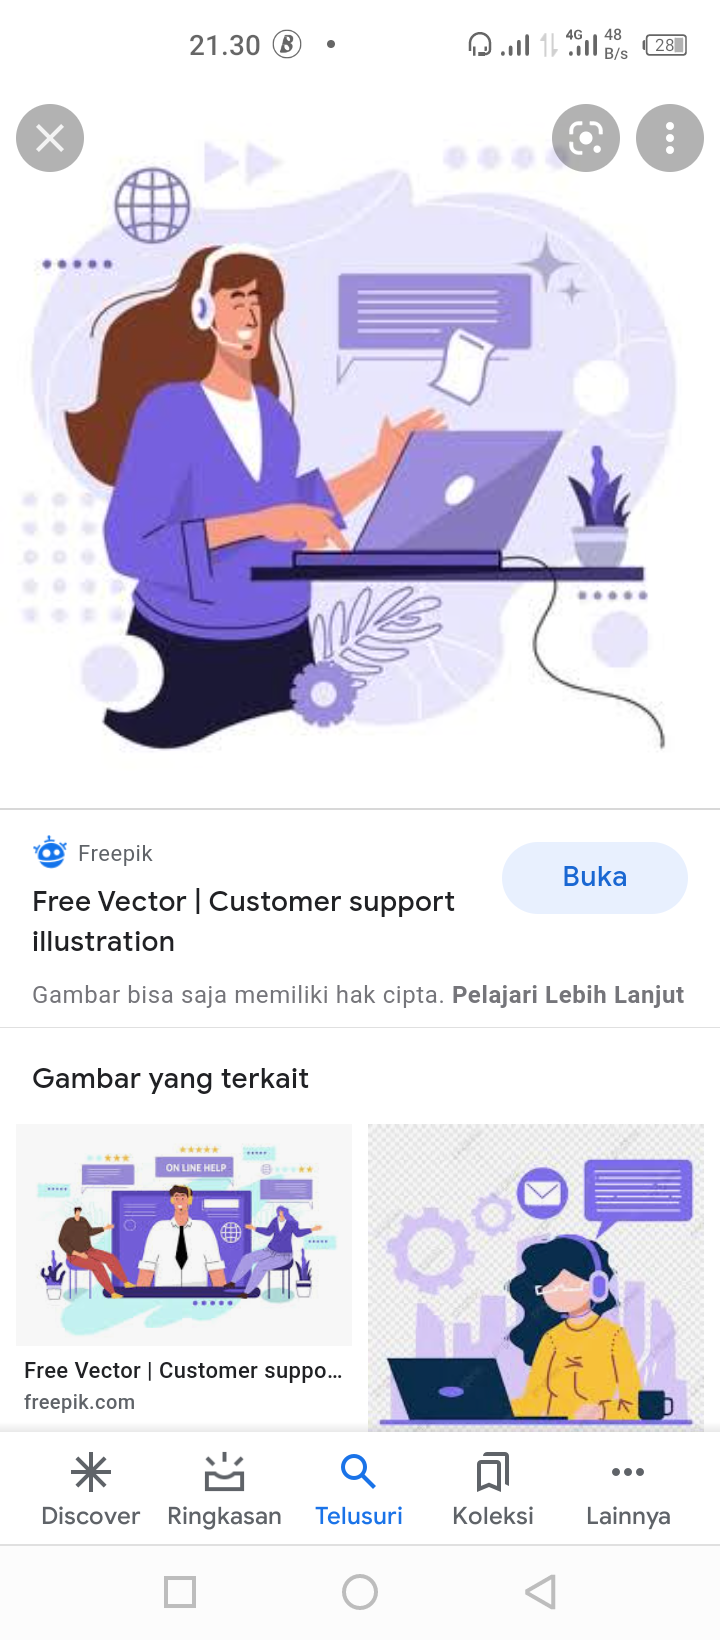 21.30
4G 48 B/s 28
Freepik
Free Vector | Customer support
illustration
Buka
Gambar bisa saja memiliki hak cipta. Pelajari Lebih Lanjut
Gambar yang terkait
ON LINE HELP
Free Vector | Customer suppo...
freepik.com
Discover Ringkasan Telusuri Koleksi Lainnya